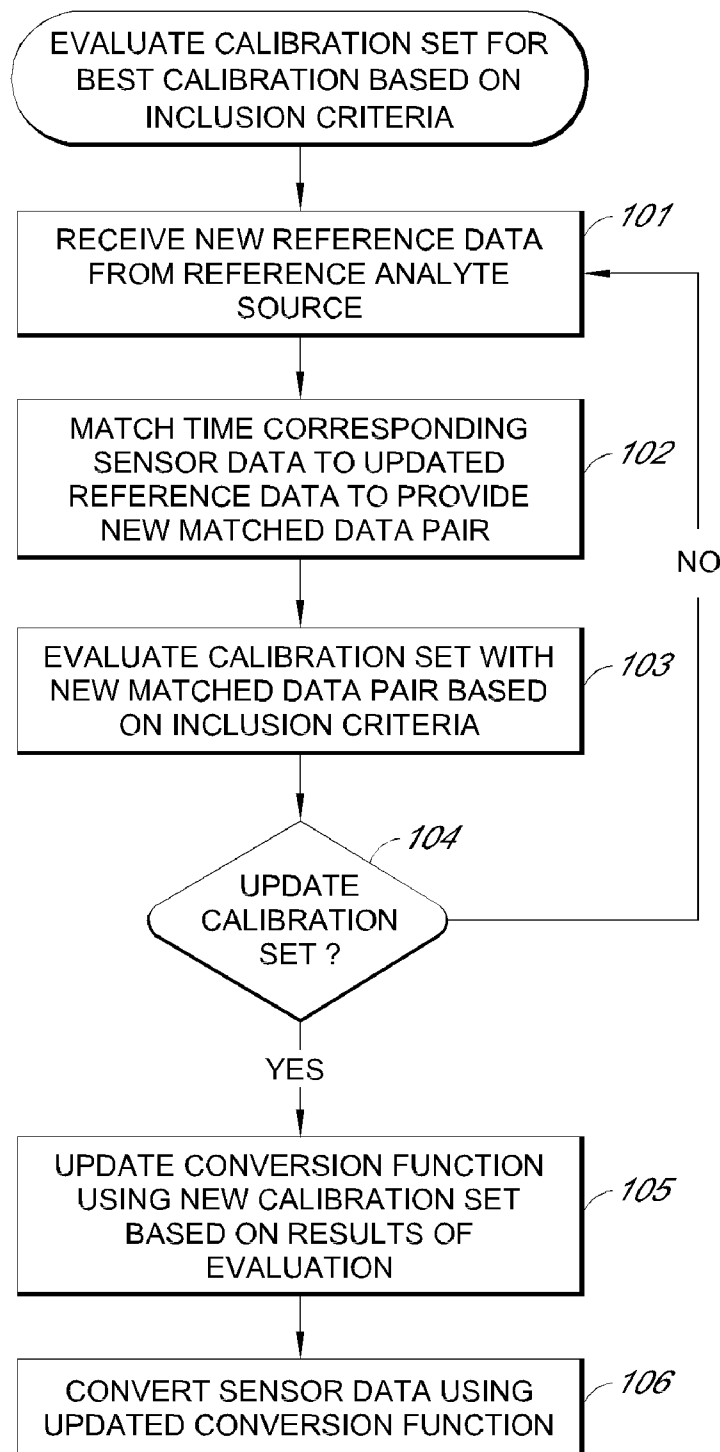 EVALUATE CALIBRATION SET FOR
BEST CALIBRATION BASED ON
INCLUSION CRITERIA
101
RECEIVE NEW REFERENCE DATA
FROM REFERENCE ANALYTE
SOURCE
MATCH TIME CORRESPONDING
SENSOR DATA TO UPDATED
REFERENCE DATA TO PROVIDE
NEW MATCHED DATA PAIR
102
NO
EVALUATE CALIBRATION SET WITH
NEW MATCHED DATA PAIR BASED
ON INCLUSION CRITERIA
103
104
UPDATE
CALIBRATION
SET ?
YES
UPDATE CONVERSION FUNCTION
USING NEW CALIBRATION SET
BASED ON RESULTS OF
EVALUATION
105
CONVERT SENSOR DATA USING
UPDATED CONVERSION FUNCTION
106